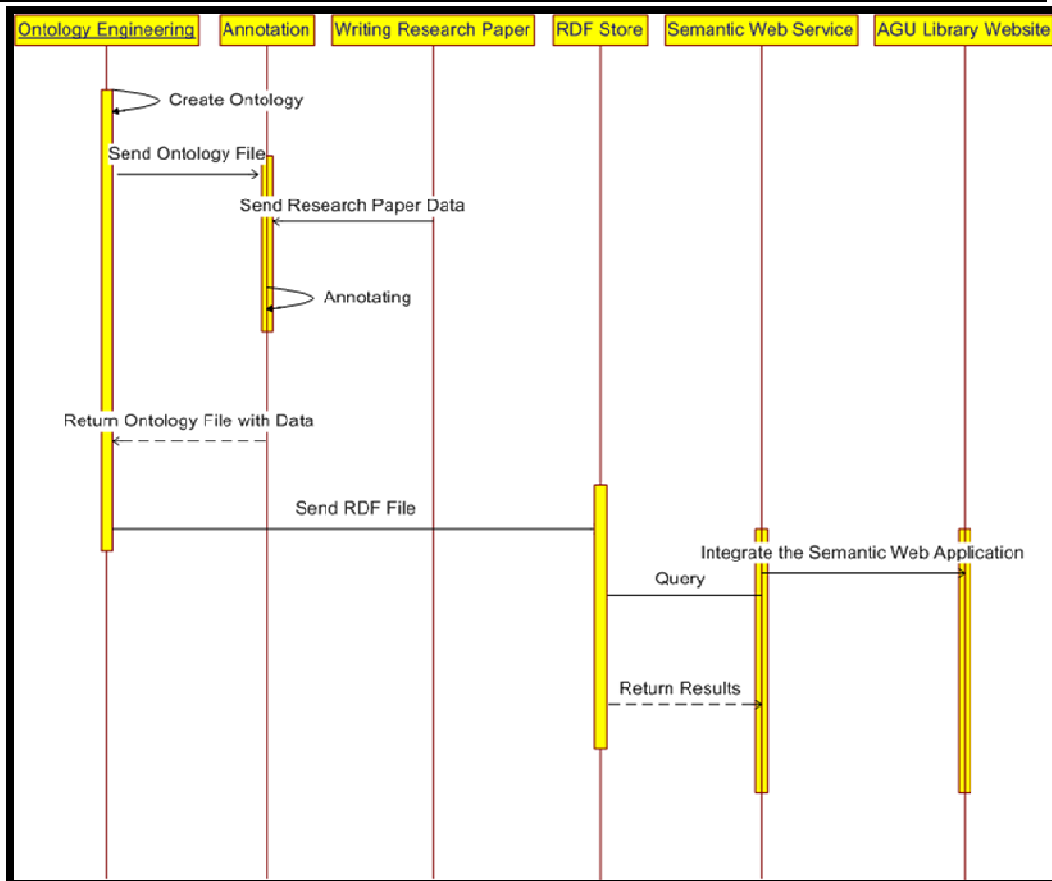 Ontology Engineering
Annotation
Writing Research Paper
RDF Store
Semantic Web Service
AGU Library Website
Create Ontology
Send Ontology File
Send Research Paper Data
Annotating
Return Ontology File with Data
Send RDF File
Integrate the Semantic Web Application
Query
Return Results